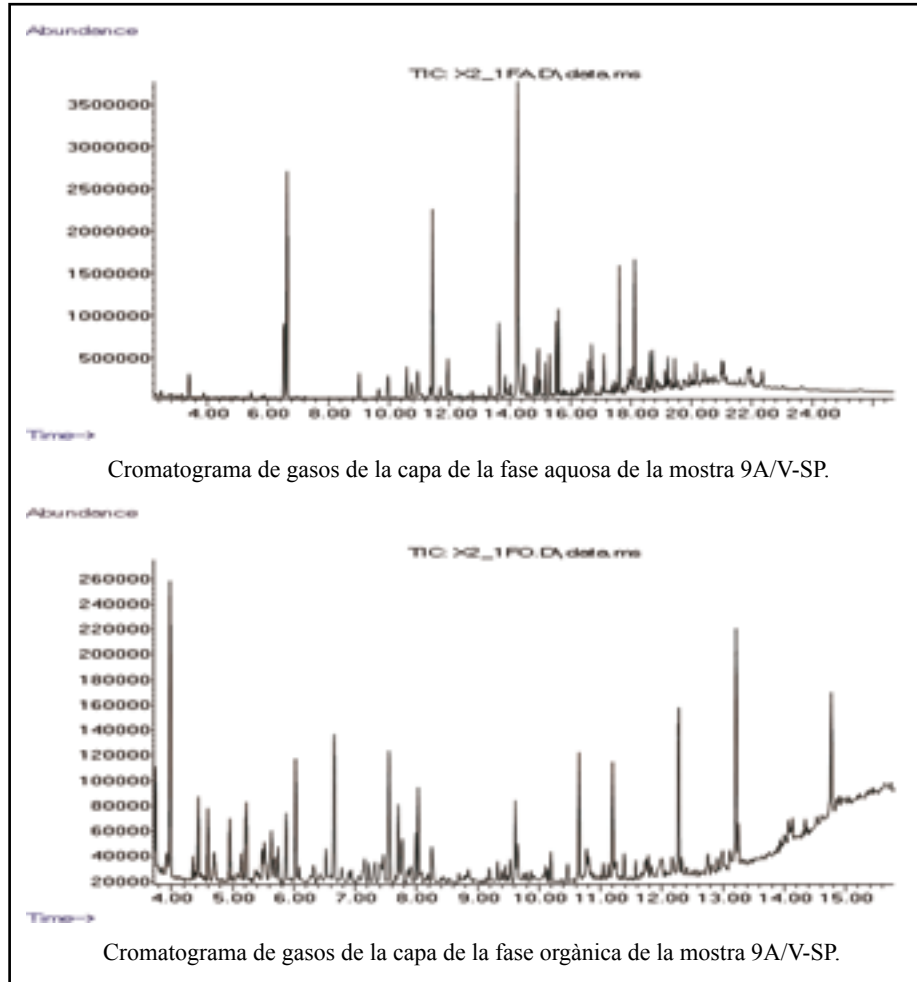 Abundance
TIC: X2_1FA.D\data.ms
3500000
3000000
2500000
2000000
1500000
1000000
500000
4.00 6.00 8.00 10.00 12.00 14.00 16.00 18.00 20.00 22.00 24.00
Time-->
Cromatograma de gasos de la capa de la fase aquosa de la mostra 9A/V-SP.
Abundance
TIC: X2_1FO.D\data.ms
260000
240000
220000
200000
180000
160000
140000
120000
100000
80000
60000
40000
20000
4.00 5.00 6.00 7.00 8.00 9.00 10.00 11.00 12.00 13.00 14.00 15.00
Time-->
Cromatograma de gasos de la capa de la fase orgànica de la mostra 9A/V-SP.